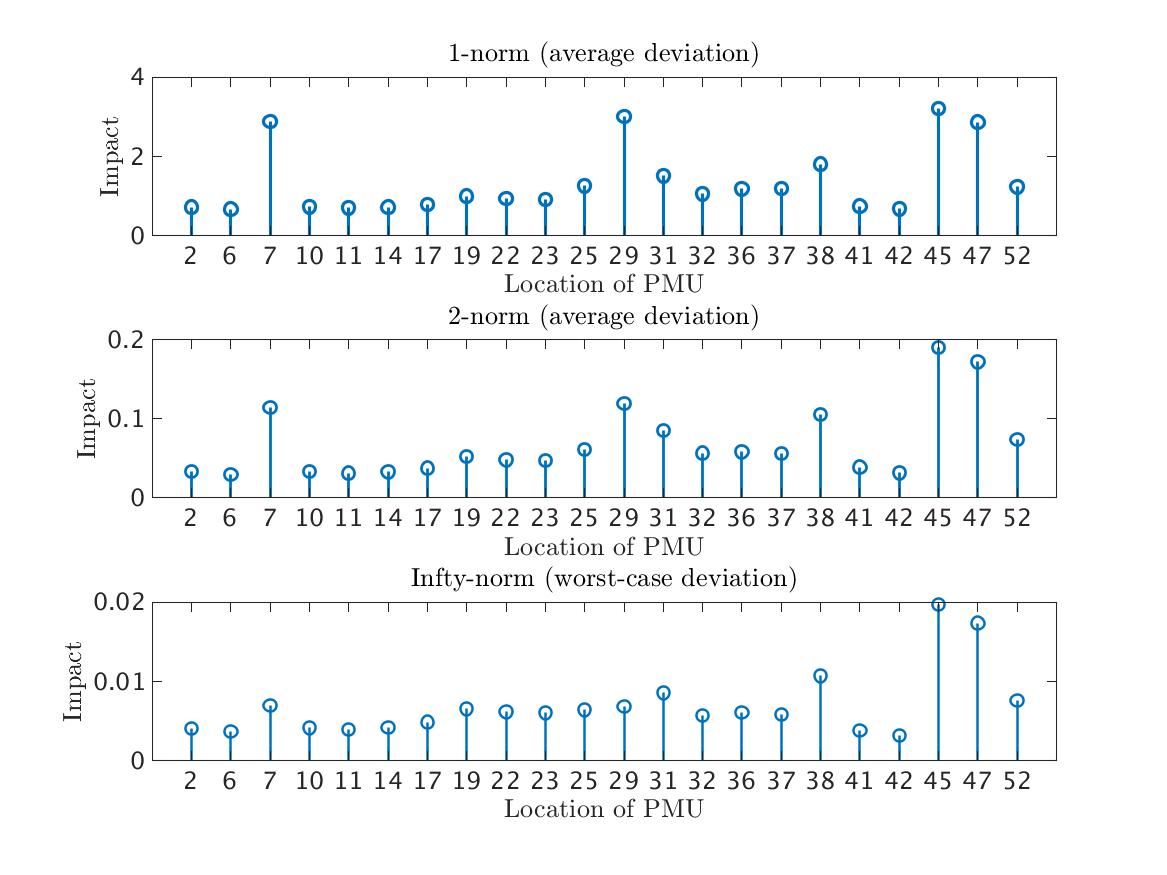 1-norm (average deviation)
4
2
0
Impact
2 6 7 10 11 14 17 19 22 23 25 29 31 32 36 37 38 41 42 45 47 52
Location of PMU
2-norm (average deviation)
0.2
0.1
0
Impact
2 6 7 10 11 14 17 19 22 23 25 29 31 32 36 37 38 41 42 45 47 52
Location of PMU
Infty-norm (worst-case deviation)
0.02
0.01
0
Impact
2 6 7 10 11 14 17 19 22 23 25 29 31 32 36 37 38 41 42 45 47 52
Location of PMU